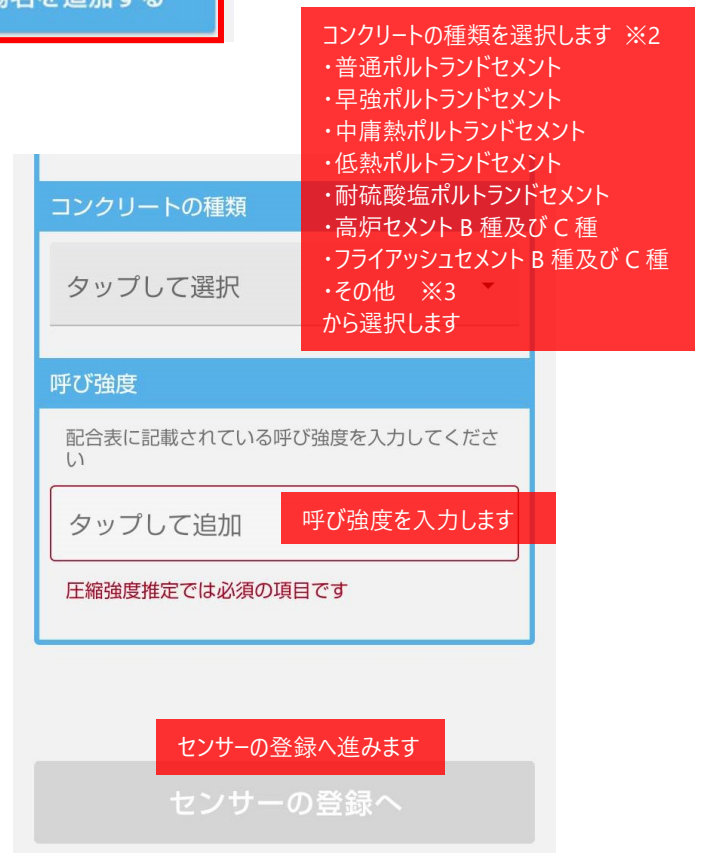 を追加する
コンクリートの種類を選択します ※2
・普通ポルトランドセメント
・早強ポルトランドセメント
・中庸熱ポルトランドセメント
・低熱ポルトランドセメント
・耐硫酸塩ポルトランドセメント
・高炉セメント B 種及び C 種
・フライアッシュセメント B 種及び C 種
・その他 ※3
から選択します
コンクリートの種類
タップして選択
呼び強度
配合表に記載されている呼び強度を入力してくださ
い
タップして追加
呼び強度を入力します
圧縮強度推定では必須の項目です
センサーの登録へ進みます
センサーの登録へ